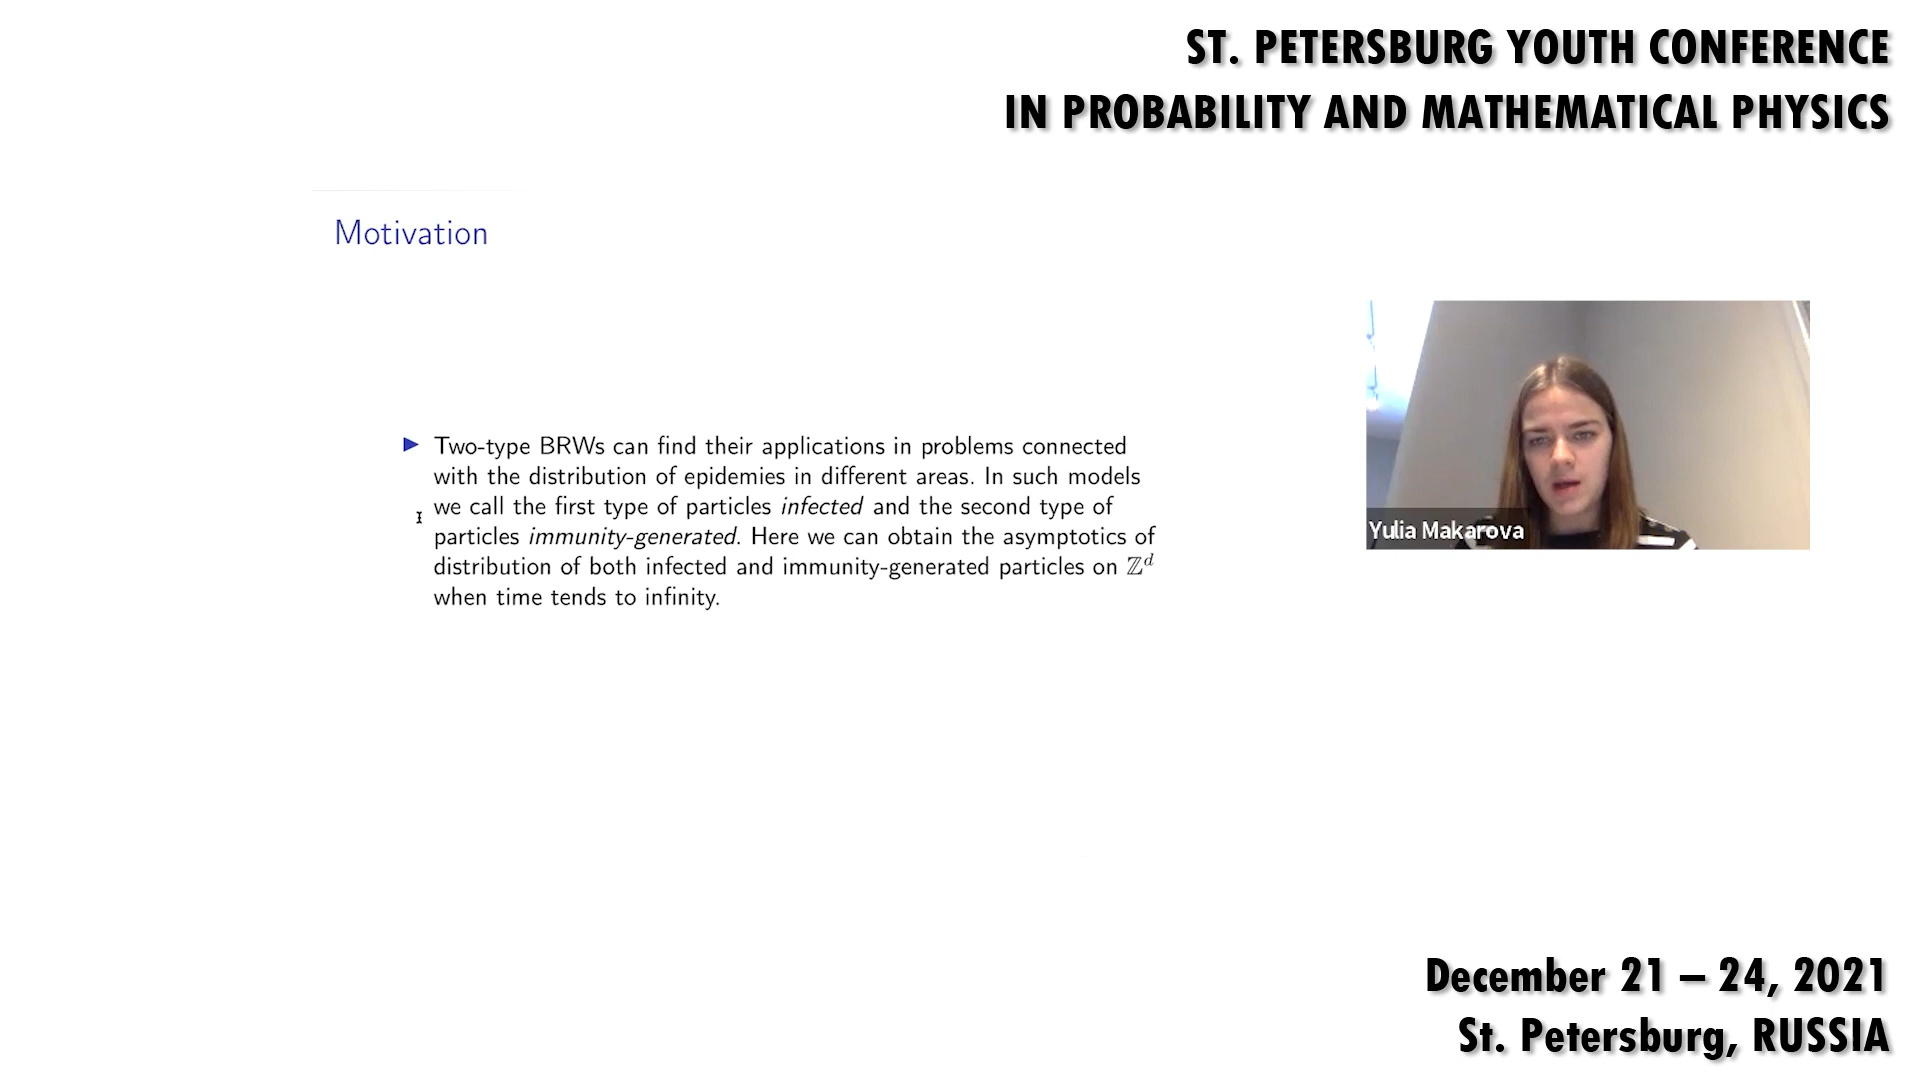 ST. PETERSBURG YOUTH CONFERENCE
IN PROBABILITY AND MATHEMATICAL PHYSICS
Motivation
Two-type BRWs can find their applications in problems connected
with the distribution of epidemies in different areas. In such models
we call the first type of particles infected and the second type of
particles immunity-generated. Here we can obtain the asymptotics of
distribution of both infected and immunity-generated particles on ℤᵈ
when time tends to infinity.
Yulia Makarova
December 21 – 24, 2021
St. Petersburg, RUSSIA